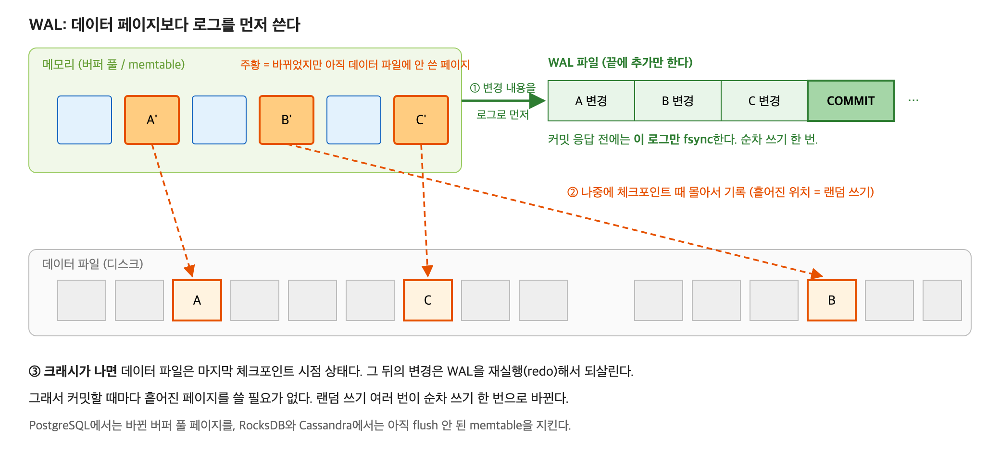 WAL: 데이터 페이지보다 로그를 먼저 쓴다
메모리 (버퍼 풀 / memtable)
주황 = 바뀌었지만 아직 데이터 파일에 안 쓴 페이지
A'
B'
C'
① 변경 내용을
로그로 먼저
WAL 파일 (끝에 추가만 한다)
A 변경
B 변경
C 변경
COMMIT
⋯
커밋 응답 전에는 이 로그만 fsync한다. 순차 쓰기 한 번.
② 나중에 체크포인트 때 몰아서 기록 (흩어진 위치 = 랜덤 쓰기)
데이터 파일 (디스크)
A
C
B
③ 크래시가 나면 데이터 파일은 마지막 체크포인트 시점 상태다. 그 뒤의 변경은 WAL을 재실행(redo)해서 되살린다.
그래서 커밋할 때마다 흩어진 페이지를 쓸 필요가 없다. 랜덤 쓰기 여러 번이 순차 쓰기 한 번으로 바뀐다.
PostgreSQL에서는 바뀐 버퍼 풀 페이지를, RocksDB와 Cassandra에서는 아직 flush 안 된 memtable을 지킨다.